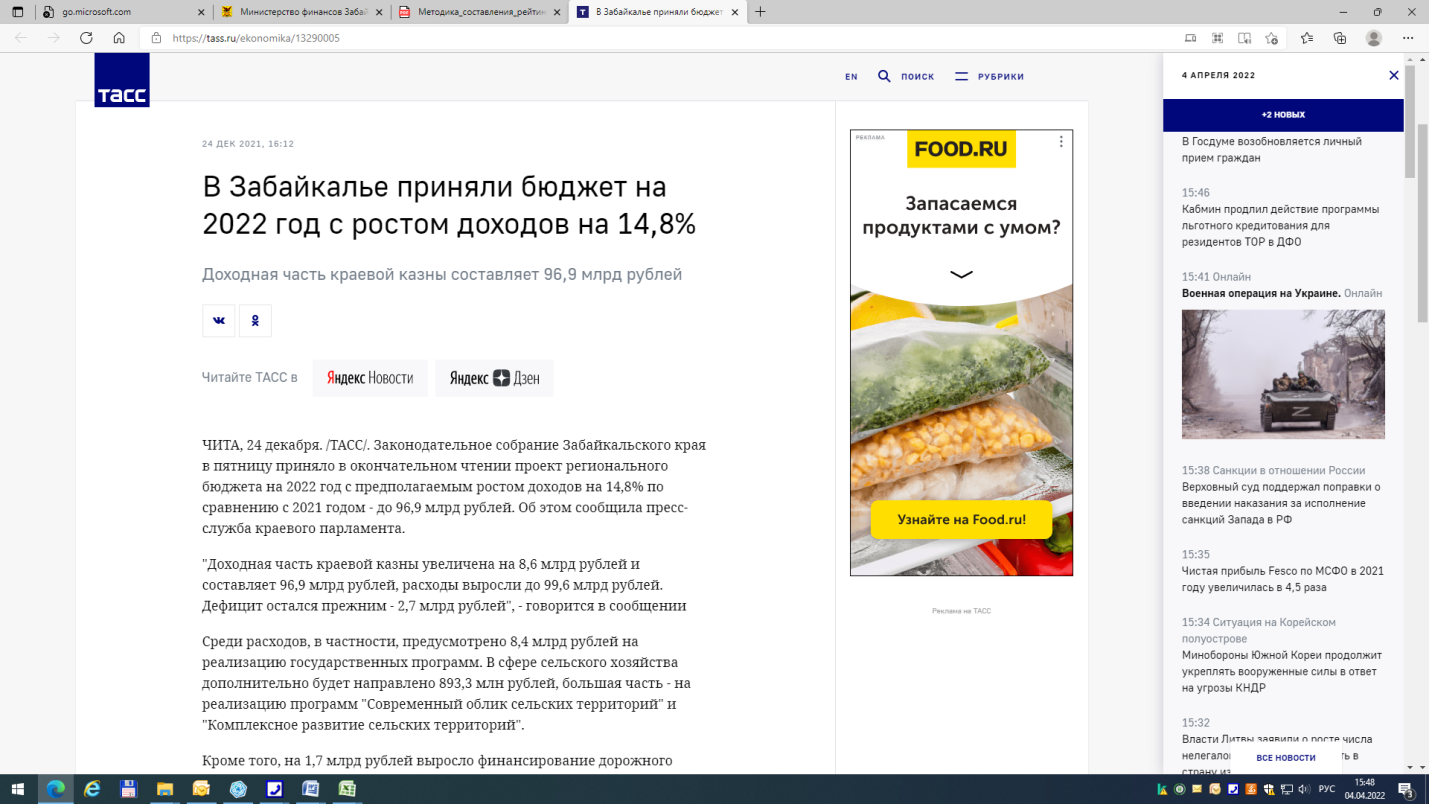 go.microsoft.com
Министерство финансов Забай
Методика_составления_рейтин
В Забайкалье приняли бюджет
https://tass.ru/ekonomika/13290005
ТАСС
EN
ПОИСК
РУБРИКИ
24 ДЕК 2021, 16:12
В Забайкалье приняли бюджет на
2022 год с ростом доходов на 14,8%
Доходная часть краевой казны составляет 96,9 млрд рублей
Читайте ТАСС в
Яндекс Новости
Яндекс Дзен
ЧИТА, 24 декабря. /ТАСС/. Законодательное собрание Забайкальского края
в пятницу приняло в окончательном чтении проект регионального
бюджета на 2022 год с предполагаемым ростом доходов на 14,8% по
сравнению с 2021 годом - до 96,9 млрд рублей. Об этом сообщила пресс-
служба краевого парламента.
"Доходная часть краевой казны увеличена на 8,6 млрд рублей и
составляет 96,9 млрд рублей, расходы выросли до 99,6 млрд рублей.
Дефицит остался прежним - 2,7 млрд рублей", - говорится в сообщении
Среди расходов, в частности, предусмотрено 8,4 млрд рублей на
реализацию государственных программ. В сфере сельского хозяйства
дополнительно будет направлено 893,3 млн рублей, большая часть - на
реализацию программ "Современный облик сельских территорий" и
"Комплексное развитие сельских территорий".
Кроме того, на 1,7 млрд рублей выросло финансирование дорожного
РЕКЛАМА
FOOD.RU
Запасаемся
продуктами с умом?
Узнайте на Food.ru!
Реклама на ТАСС
4 АПРЕЛЯ 2022
+2 НОВЫХ
В Госдуме возобновляется личный
прием граждан
15:46
Кабмин продлил действие программы
льготного кредитования для
резидентов ТОР в ДФО
15:41 Онлайн
Военная операция на Украине. Онлайн
Z
15:38 Санкции в отношении России
Верховный суд поддержал поправки о
введении наказания за исполнение
санкций Запада в РФ
15:35
Чистая прибыль Fesco по МСФО в 2021
году увеличилась в 4,5 раза
15:34 Ситуация на Корейском
полуострове
Минобороны Южной Кореи продолжит
укреплять вооруженные силы в ответ
на угрозы КНДР
15:32
Власти Литвы заявили о росте числа
ВСЕ НОВОСТИ
РУС
15:48
04.04.2022
3